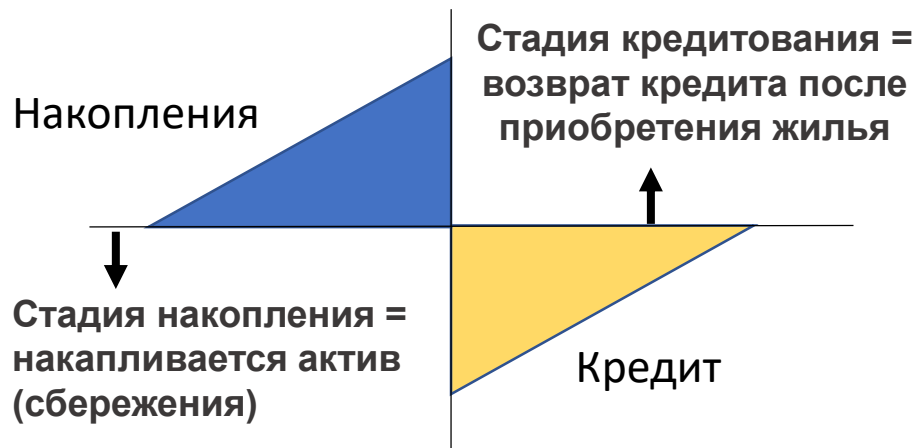 Стадия кредитования =
возврат кредита после
приобретения жилья
Накопления
Стадия накопления =
накапливается актив
(сбережения)
Кредит